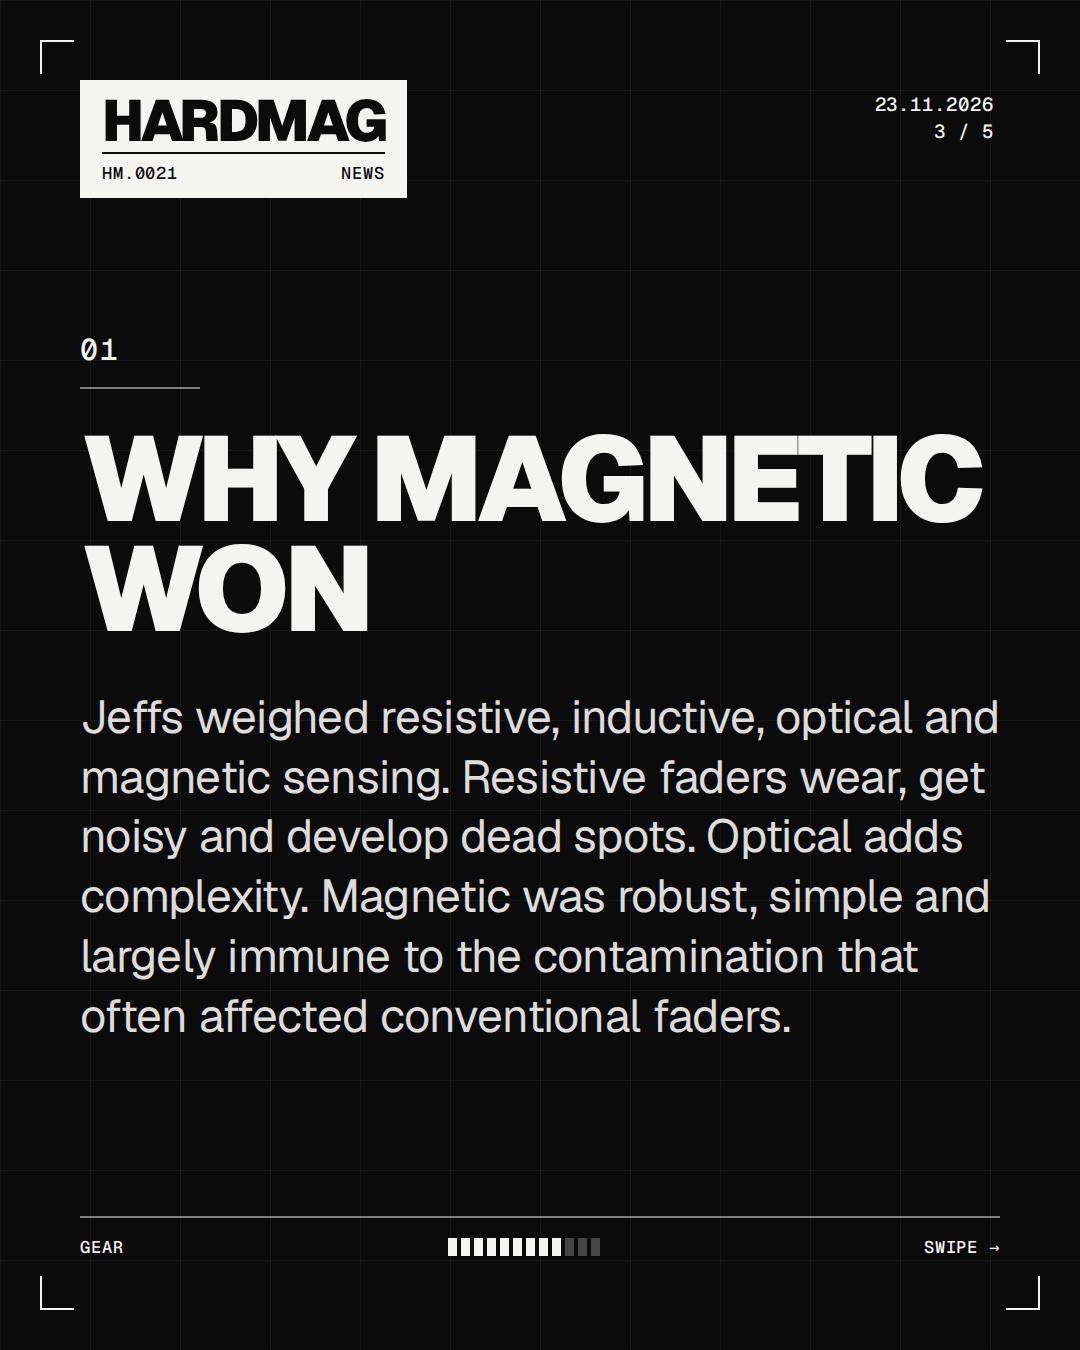 HARDMAG
HM.0021 NEWS
23.11.2026
3 / 5
01
WHY MAGNETIC
WON
Jeffs weighed resistive, inductive, optical and
magnetic sensing. Resistive faders wear, get
noisy and develop dead spots. Optical adds
complexity. Magnetic was robust, simple and
largely immune to the contamination that
often affected conventional faders.
GEAR
SWIPE →